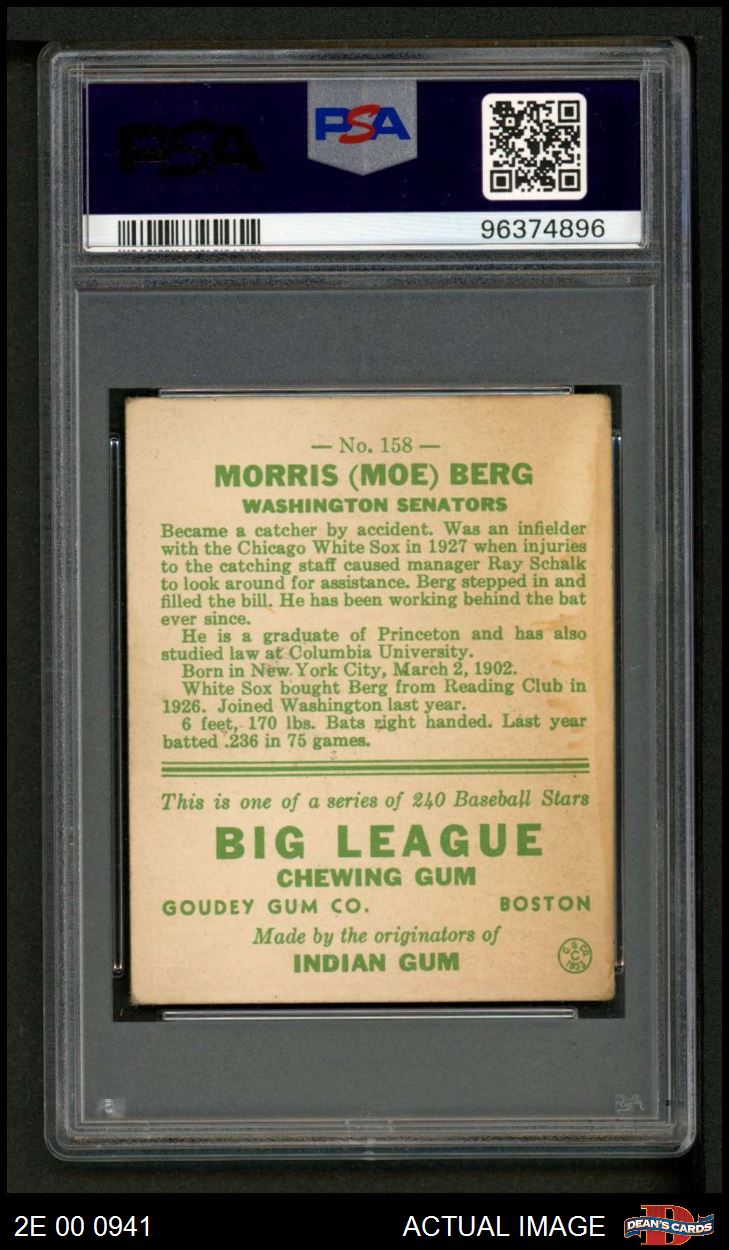 PSA
PSA
96374896
— No. 158 —
MORRIS (MOE) BERG
WASHINGTON SENATORS
Became a catcher by accident. Was an infielder
with the Chicago White Sox in 1927 when injuries
to the catching staff caused manager Ray Schalk
to look around for assistance. Berg stepped in and
filled the bill. He has been working behind the bat
ever since.
He is a graduate of Princeton and has also
studied law at Columbia University.
Born in New York City, March 2, 1902.
White Sox bought Berg from Reading Club in
1926. Joined Washington last year.
6 feet, 170 lbs. Bats right handed. Last year
batted .236 in 75 games.
This is one of a series of 240 Baseball Stars
BIG LEAGUE
CHEWING GUM
GOUDEY GUM CO. BOSTON
Made by the originators of
INDIAN GUM
G. G. CO.
C
1933
PSA
2E 00 0941 ACTUAL IMAGE DEAN'S CARDS